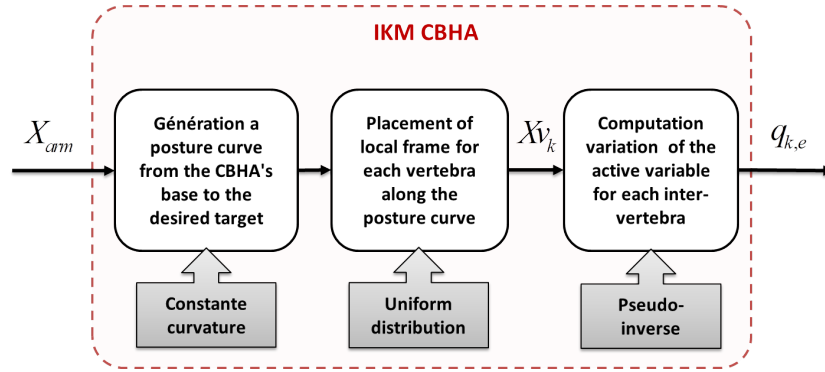 IKM CBHA
X_arm
Génération a
posture curve
from the CBHA's
base to the
desired target
Placement of
local frame for
each vertebra
along the
posture curve
Xv_k
Computation
variation of the
active variable
for each inter-
vertebra
q_k,e
Constante
curvature
Uniform
distribution
Pseudo-
inverse